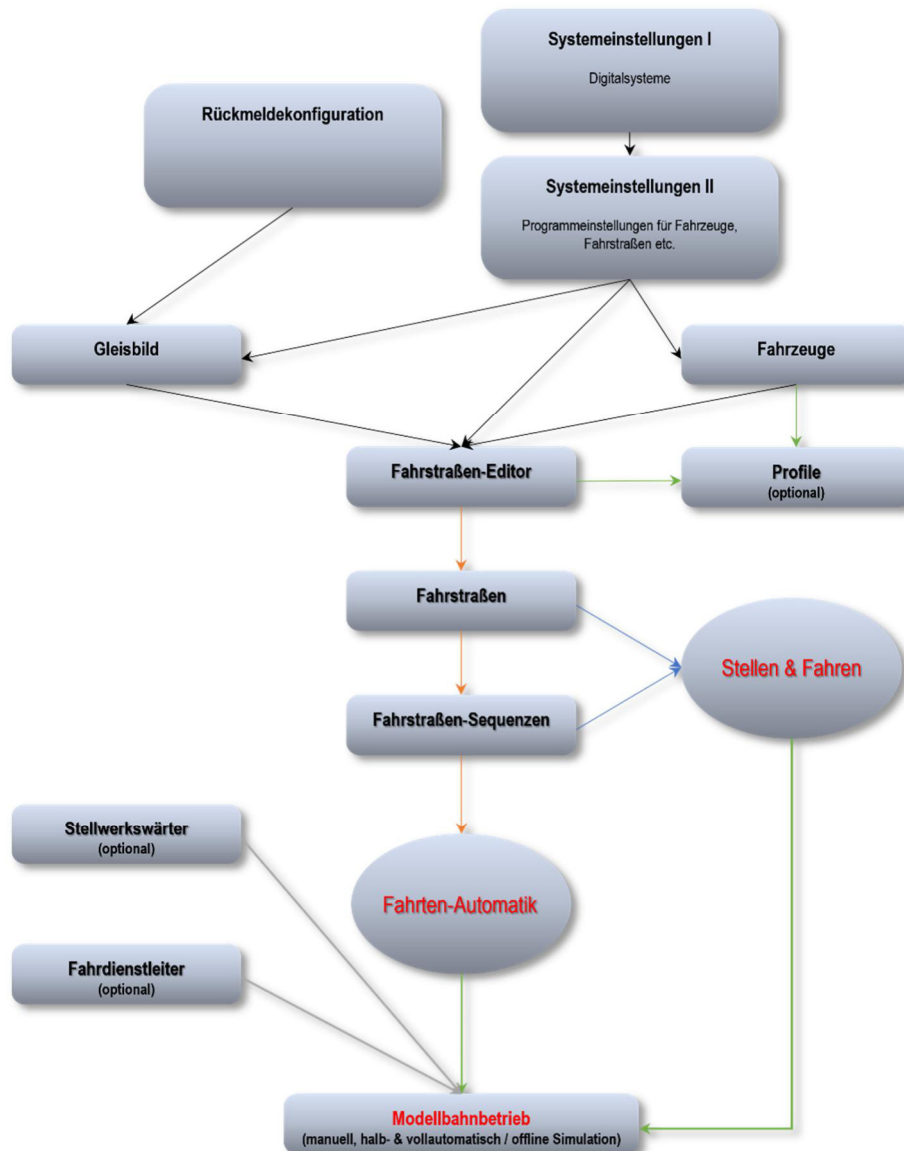 Systemeinstellungen I
Digitalsysteme
Rückmeldekonfiguration
Systemeinstellungen II
Programmeinstellungen für Fahrzeuge,
Fahrstraßen etc.
Gleisbild
Fahrzeuge
Fahrstraßen-Editor
Profile
(optional)
Fahrstraßen
Stellen & Fahren
Fahrstraßen-Sequenzen
Stellwerkswärter
(optional)
Fahrten-Automatik
Fahrdienstleiter
(optional)
Modellbahnbetrieb
(manuell, halb- & vollautomatisch / offline Simulation)